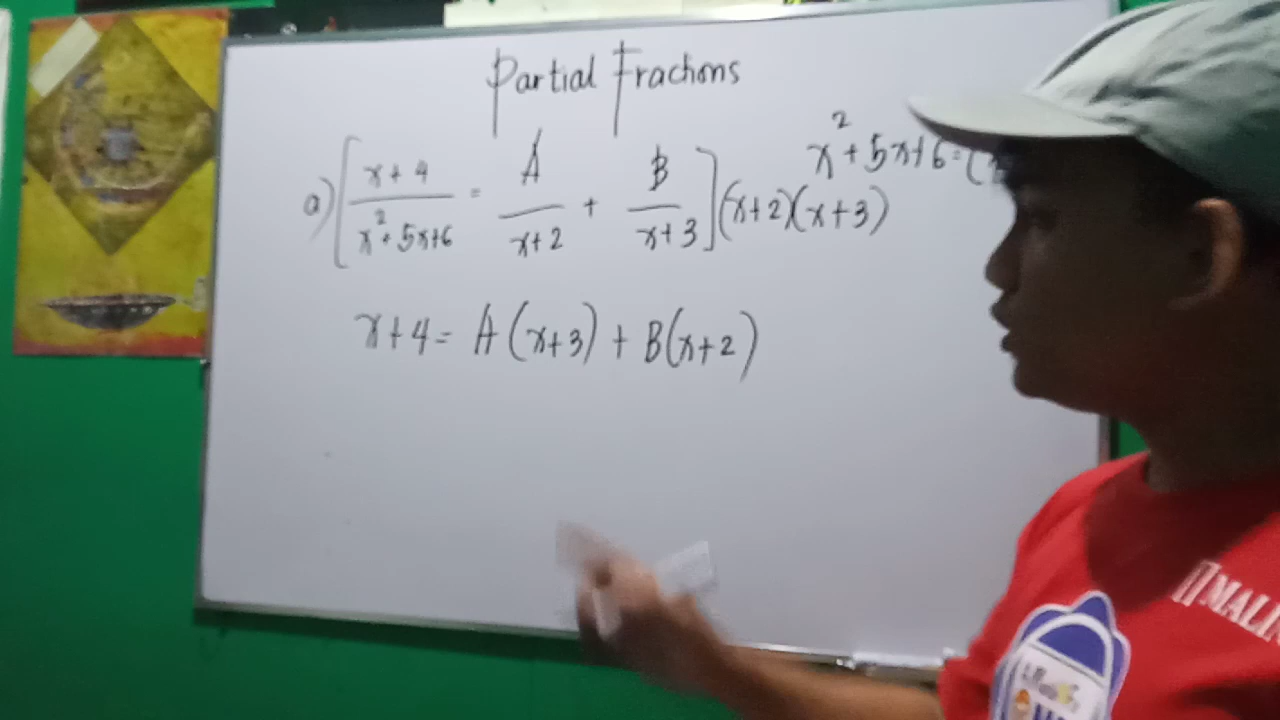 Partial Fractions
a) [ x+4 / x²+5x+6 = A / x+2 + B / x+3 ] (x+2)(x+3)
x²+5x+6=(
x+4= A(x+3) + B(x+2)